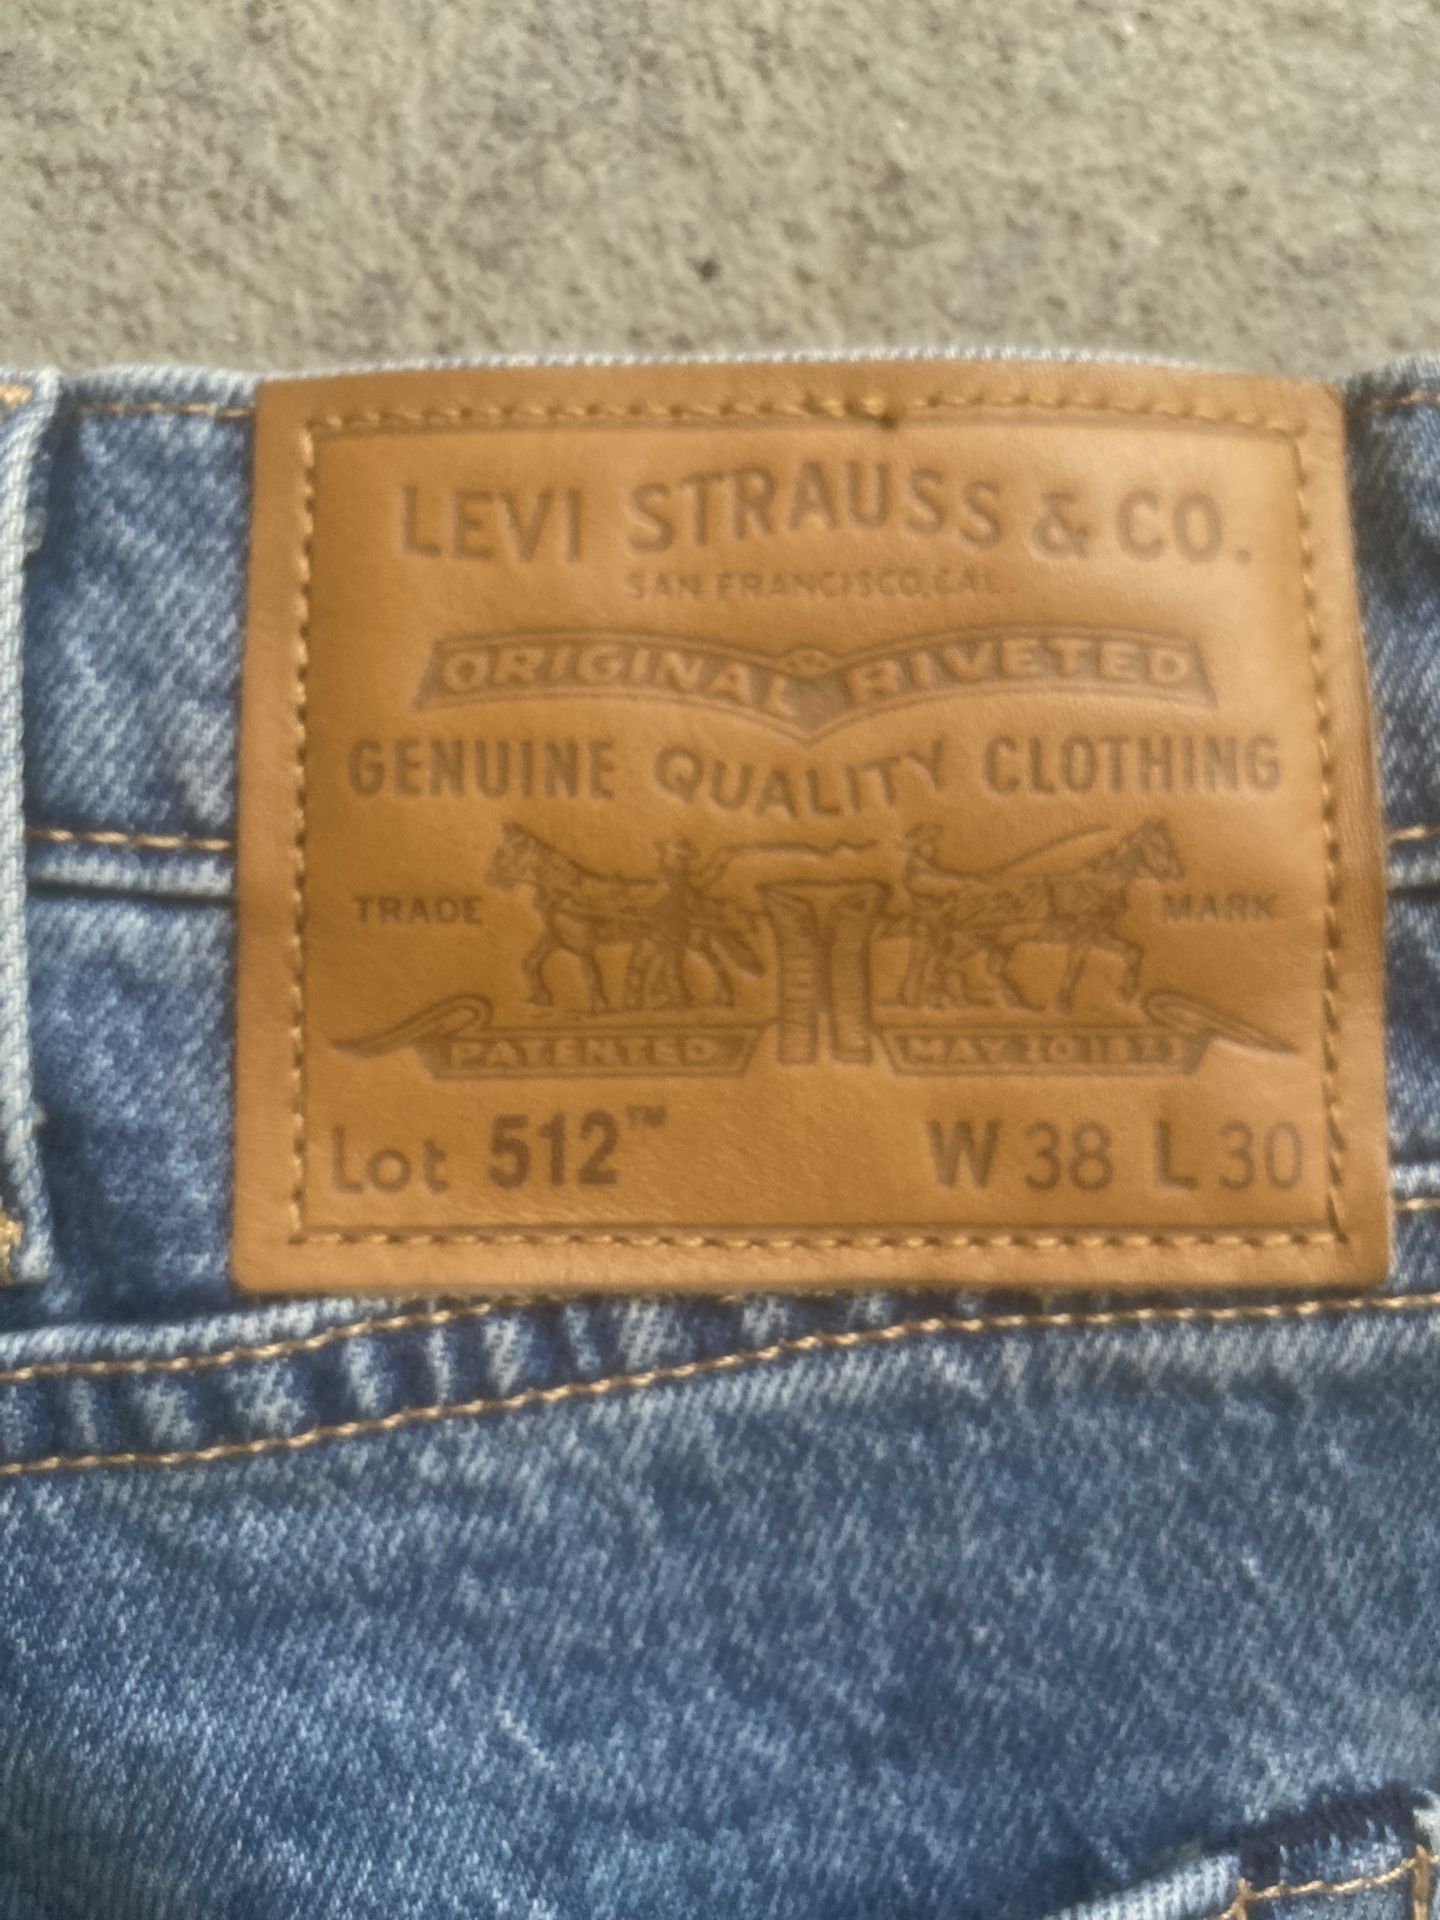 LEVI STRAUSS & CO.
SAN FRANCISCO, CAL.
ORIGINAL RIVETED
GENUINE QUALITY CLOTHING
TRADE MARK
PATENTED MAY 20 1873
Lot 512™ W 38 L 30